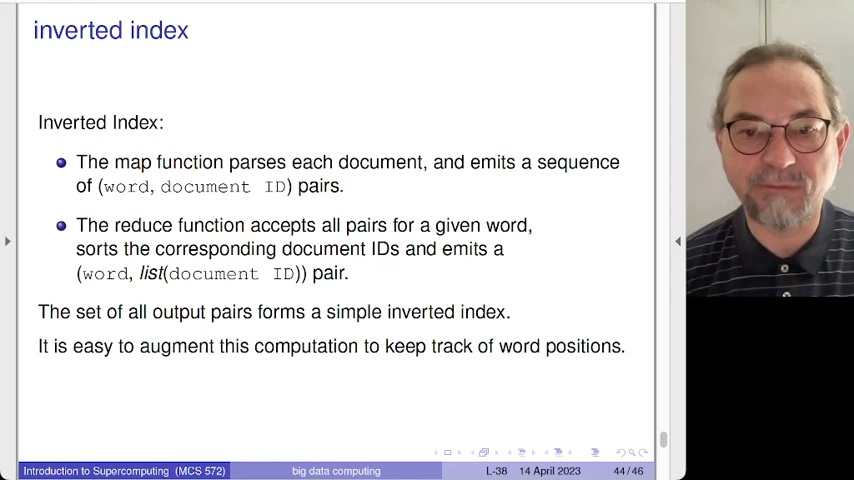 inverted index
Inverted Index:
The map function parses each document, and emits a sequence
of (word, document ID) pairs.
The reduce function accepts all pairs for a given word,
sorts the corresponding document IDs and emits a
(word, list(document ID)) pair.
The set of all output pairs forms a simple inverted index.
It is easy to augment this computation to keep track of word positions.
Introduction to Supercomputing (MCS 572) big data computing L-38 14 April 2023 44 / 46